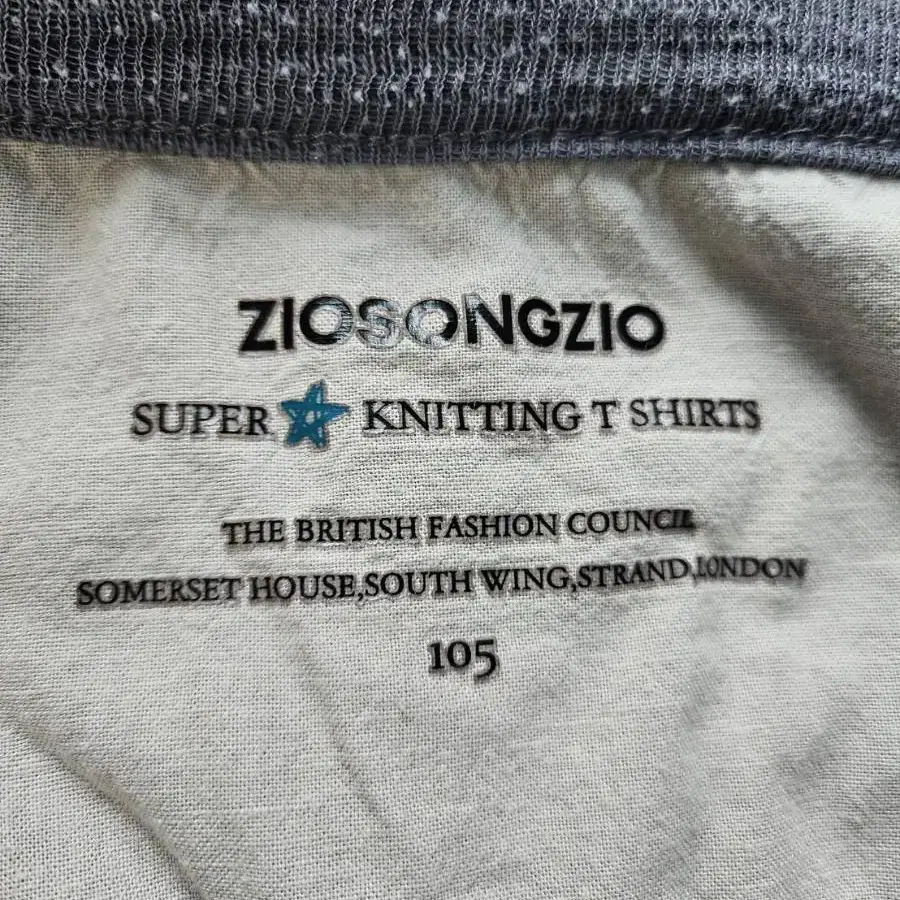 ZIOSONGZIO
SUPER KNITTING T SHIRTS
THE BRITISH FASHION COUNCIL
SOMERSET HOUSE,SOUTH WING,STRAND,LONDON
105